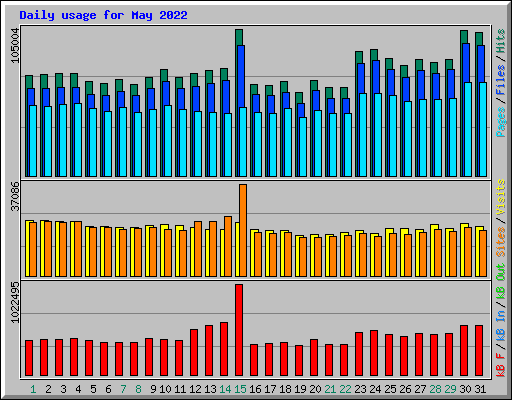 Daily usage for May 2022
105004
Pages / Files / Hits
37086
Sites / Visits
1022495
kB F / kB In / kB Out
1 2 3 4 5 6 7 8 9 10 11 12 13 14 15 16 17 18 19 20 21 22 23 24 25 26 27 28 29 30 31